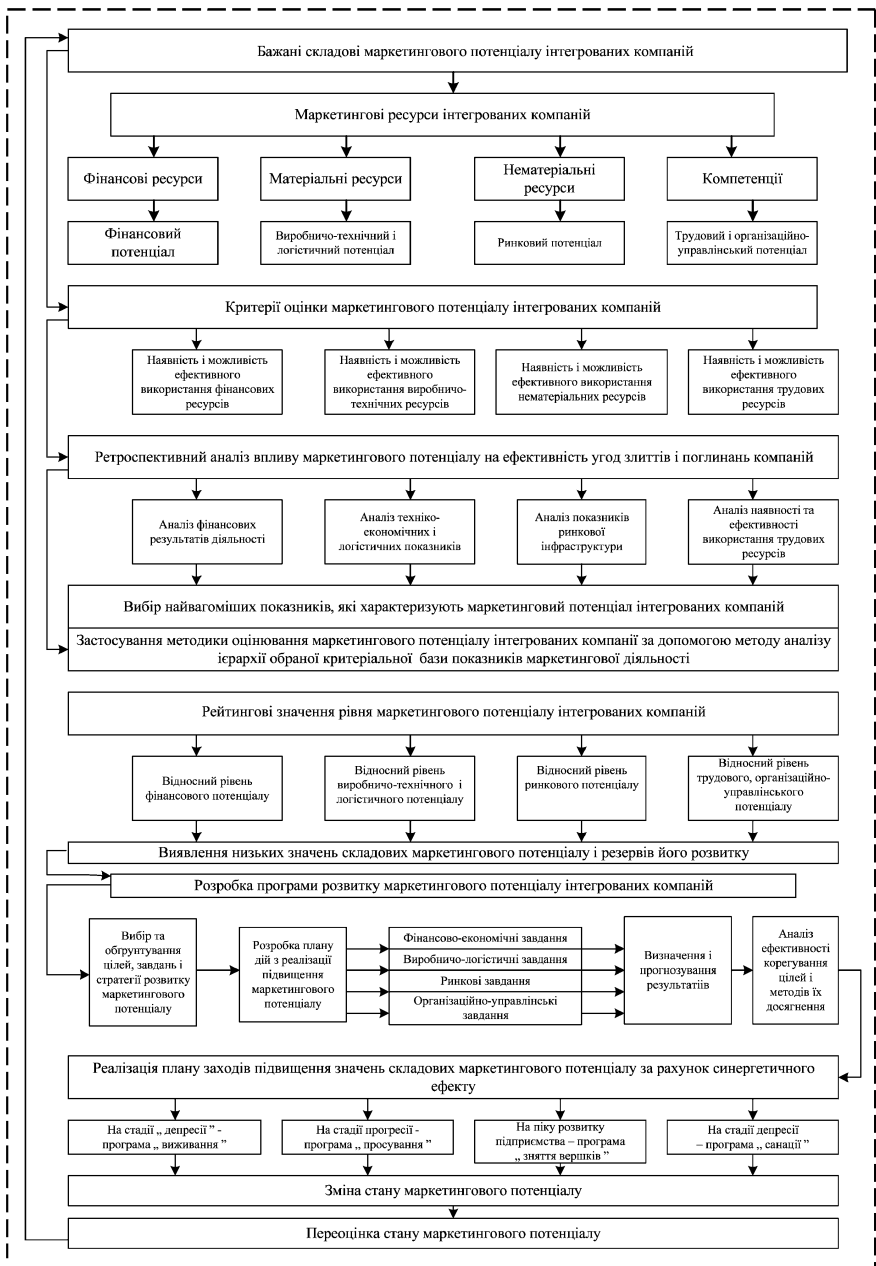 Бажані складові маркетингового потенціалу інтегрованих компаній
Маркетингові ресурси інтегрованих компаній
Фінансові ресурси
Матеріальні ресурси
Нематеріальні
ресурси
Компетенції
Фінансовий
потенціал
Виробничо-технічний і
логістичний потенціал
Ринковий потенціал
Трудовий і організаційно-
управлінський потенціал
Критерії оцінки маркетингового потенціалу інтегрованих компаній
Наявність і можливість
ефективного
використання фінансових
ресурсів
Наявність і можливість
ефективного
використання виробничо-
технічних ресурсів
Наявність і можливість
ефективного використання
нематеріальних ресурсів
Наявність і можливість
ефективного
використання трудових
ресурсів
Ретроспективний аналіз впливу маркетингового потенціалу на ефективність угод злиттів і поглинань компаній
Аналіз фінансових
результатів діяльності
Аналіз техніко-
економічних і
логістичних показників
Аналіз показників
ринкової
інфраструктури
Аналіз наявності та
ефективності
використання трудових
ресурсів
Вибір найвагоміших показників, які характеризують маркетинговий потенціал інтегрованих компаній
Застосування методики оцінювання маркетингового потенціалу інтегрованих компанії за допомогою методу аналізу
ієрархії обраної критеріальної бази показників маркетингової діяльності
Рейтингові значення рівня маркетингового потенціалу інтегрованих компаній
Відносний рівень
фінансового потенціалу
Відносний рівень
виробничо-технічного і
логістичного потенціалу
Відносний рівень
ринкового потенціалу
Відносний рівень
трудового, організаційно-
управлінського
потенціалу
Виявлення низьких значень складових маркетингового потенціалу і резервів його розвитку
Розробка програми розвитку маркетингового потенціалу інтегрованих компаній
Вибір та
обґрунтування
цілей, завдань і
стратегії розвитку
маркетингового
потенціалу
Розробка плану
дій з реалізації
підвищення
маркетингового
потенціалу
Фінансово-економічні завдання
Виробничо-логістичні завдання
Ринкові завдання
Організаційно-управлінські
завдання
Визначення і
прогнозування
результатіів
Аналіз
ефективності
корегування
цілей і
методів їх
досягнення
Реалізація плану заходів підвищення значень складових маркетингового потенціалу за рахунок синергетичного
ефекту
На стадії „ депресії ” -
програма „ виживання ”
На стадії прогресії -
програма „ просування ”
На піку розвитку
підприємства – програма
„ зняття вершків ”
На стадії депресії
– програма „ санації ”
Зміна стану маркетингового потенціалу
Переоцінка стану маркетингового потенціалу